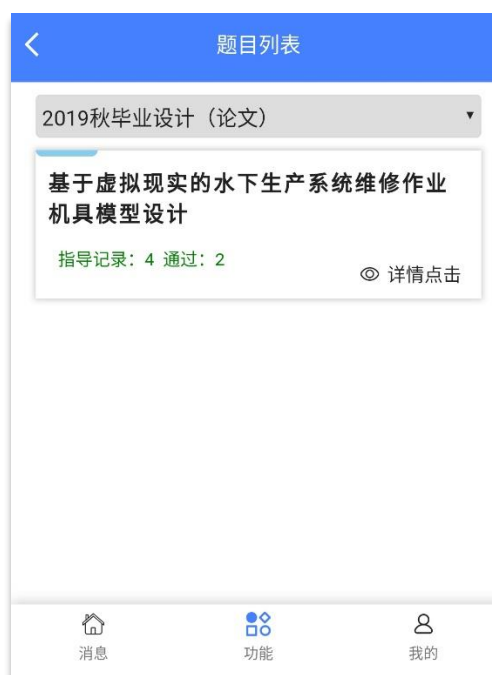 题目列表
2019秋毕业设计（论文）
基于虚拟现实的水下生产系统维修作业
机具模型设计
指导记录：4 通过：2
详情点击
消息 功能 我的